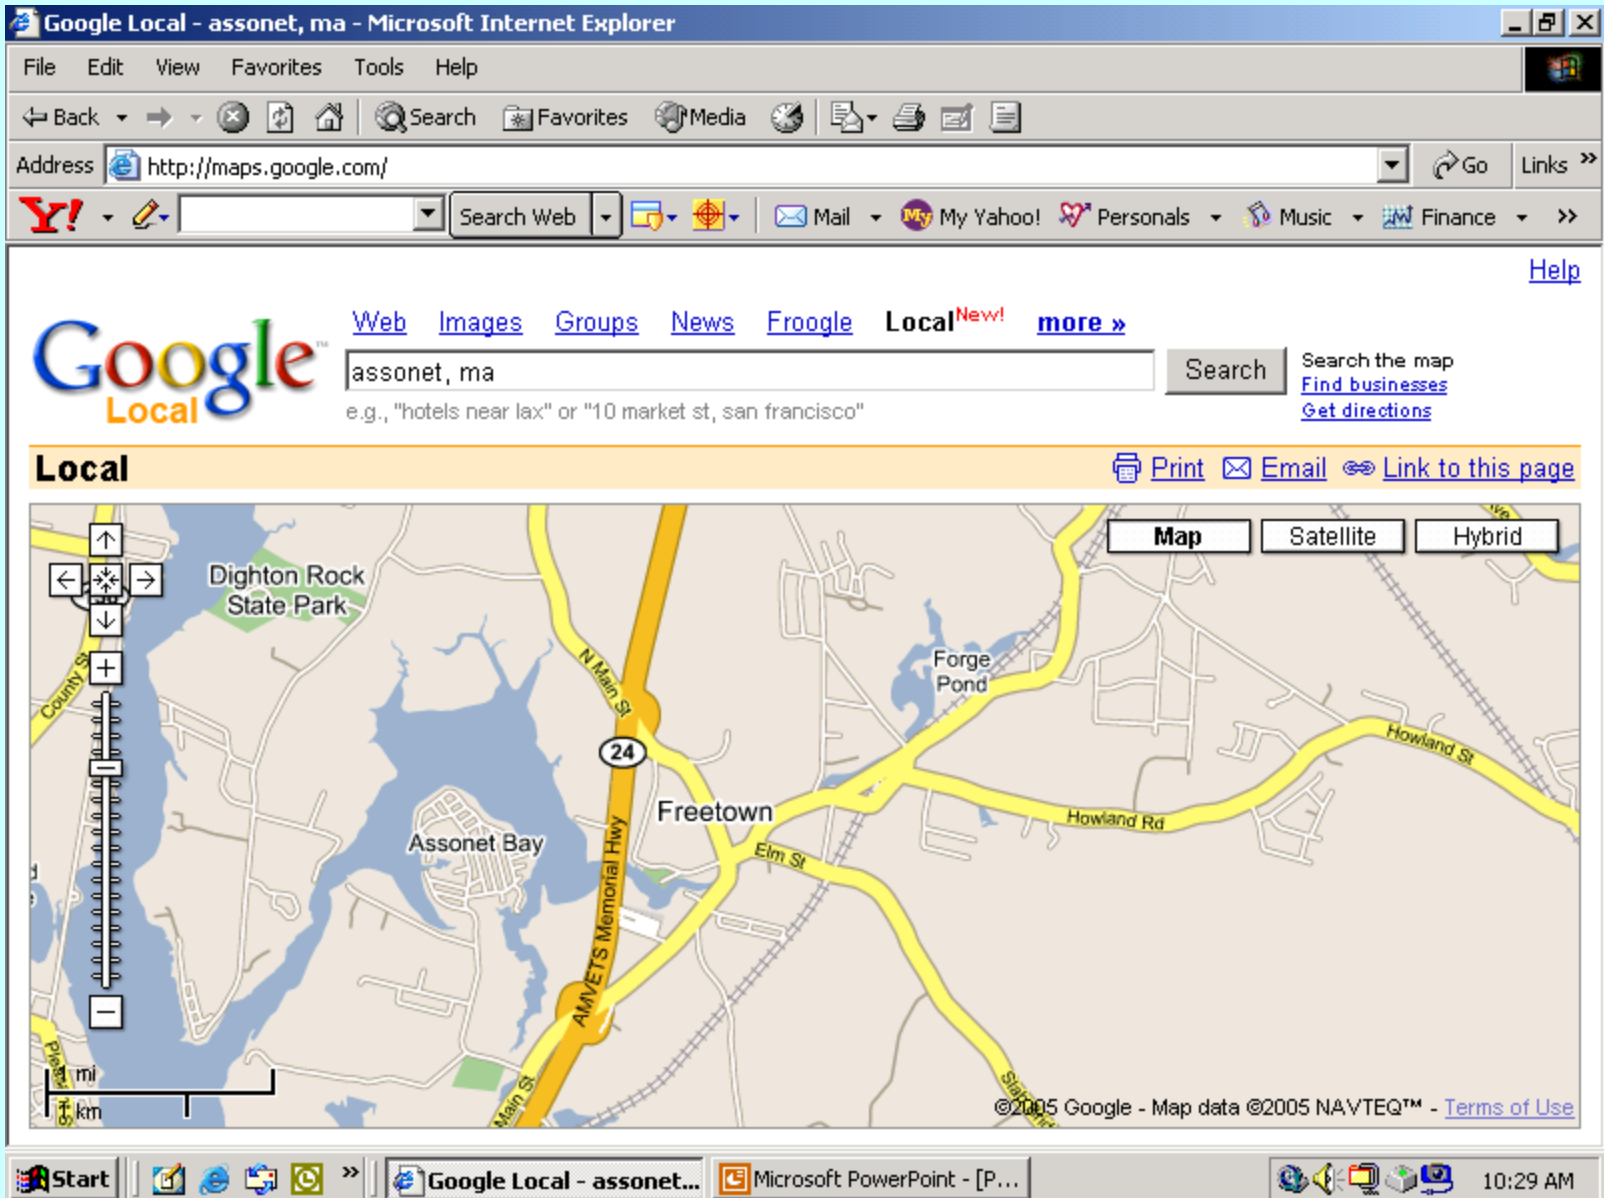 Google Local - assonet, ma - Microsoft Internet Explorer
File Edit View Favorites Tools Help
Back Search Favorites Media
Address http://maps.google.com/ Go Links »
Y! Search Web Mail My My Yahoo! Personals Music Finance »
Help
Web Images Groups News Froogle Local New! more »
Google™ Local
assonet, ma Search
Search the map
Find businesses
Get directions
e.g., "hotels near lax" or "10 market st, san francisco"
Local Print Email Link to this page
Map Satellite Hybrid
Dighton Rock
State Park
County St
N Main St
Forge
Pond
24
Howland St
Freetown
Howland Rd
Assonet Bay
Elm St
AMVETS Memorial Hwy
Main St
mi
km
©2005 Google - Map data ©2005 NAVTEQ™ - Terms of Use
Start » Google Local - assonet... Microsoft PowerPoint - [P... 10:29 AM